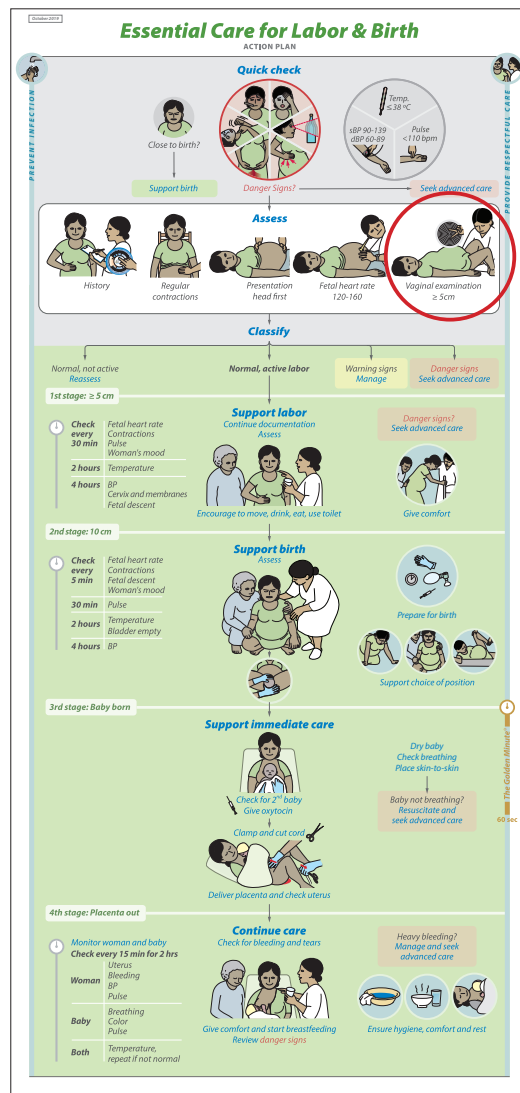 October 2019
Essential Care for Labor & Birth
ACTION PLAN
PREVENT INFECTION
PROVIDE RESPECTFUL CARE
Quick check
Close to birth?
Temp.
≤38 ºC
sBP 90-139
dBP 60-89
Pulse
<110 bpm
Support birth
Danger Signs?
Seek advanced care
Assess
History
Regular
contractions
Presentation
head first
Fetal heart rate
120-160
Vaginal examination
≥ 5cm
Classify
Normal, not active
Reassess
Normal, active labor
Warning signs
Manage
Danger signs
Seek advanced care
1st stage: ≥ 5 cm
Check
every
30 min
Fetal heart rate
Contractions
Pulse
Woman's mood
2 hours
Temperature
4 hours
BP
Cervix and membranes
Fetal descent
Support labor
Continue documentation
Assess
Encourage to move, drink, eat, use toilet
Danger signs?
Seek advanced care
Give comfort
2nd stage: 10 cm
Check
every
5 min
Fetal heart rate
Contractions
Fetal descent
Woman's mood
30 min
Pulse
2 hours
Temperature
Bladder empty
4 hours
BP
Support birth
Assess
Prepare for birth
Support choice of position
3rd stage: Baby born
Support immediate care
Check for 2nd baby
Give oxytocin
Clamp and cut cord
Deliver placenta and check uterus
Dry baby
Check breathing
Place skin-to-skin
Baby not breathing?
Resuscitate and
seek advanced care
The Golden Minute®
60 sec
4th stage: Placenta out
Monitor woman and baby
Check every 15 min for 2 hrs
Woman
Uterus
Bleeding
BP
Pulse
Baby
Breathing
Color
Pulse
Both
Temperature,
repeat if not normal
Continue care
Check for bleeding and tears
Give comfort and start breastfeeding
Review danger signs
Heavy bleeding?
Manage and seek
advanced care
Ensure hygiene, comfort and rest